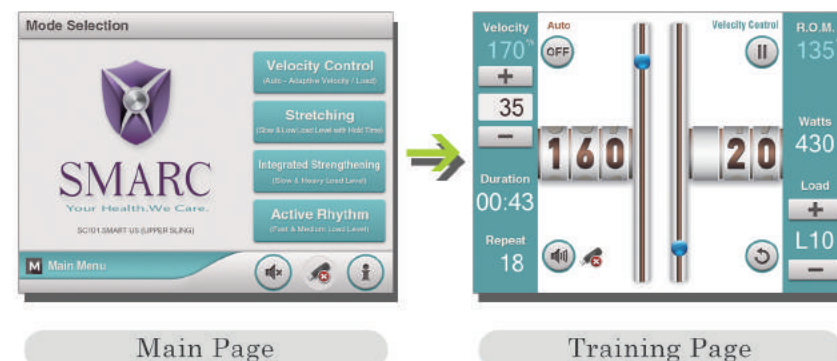 Mode Selection
SMARC
Your Health.We Care.
SC101.SMART US (UPPER SLING)
Velocity Control
(Auto - Adaptive Velocity / Load)
Stretching
(Slow & Low Load Level with Hold Time)
Integrated Strengthening
(Slow & Heavy Load Level)
Active Rhythm
(Fast & Medium Load Level)
M Main Menu
Main Page
Velocity
170
+
35
−
Duration
00:43
Repeat
18
Auto
OFF
160
Velocity Control
20
R.O.M.
135
Watts
430
Load
+
L10
−
Training Page